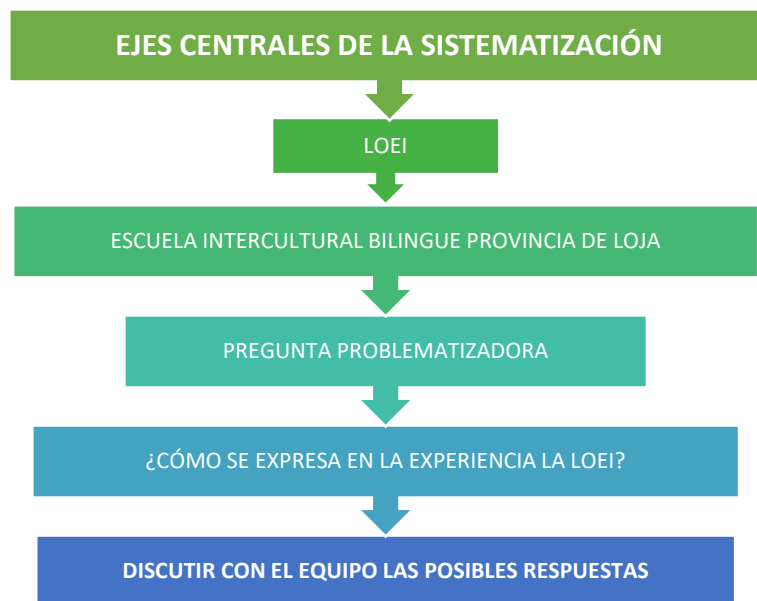 EJES CENTRALES DE LA SISTEMATIZACIÓN
LOEI
ESCUELA INTERCULTURAL BILINGUE PROVINCIA DE LOJA
PREGUNTA PROBLEMATIZADORA
¿CÓMO SE EXPRESA EN LA EXPERIENCIA LA LOEI?
DISCUTIR CON EL EQUIPO LAS POSIBLES RESPUESTAS